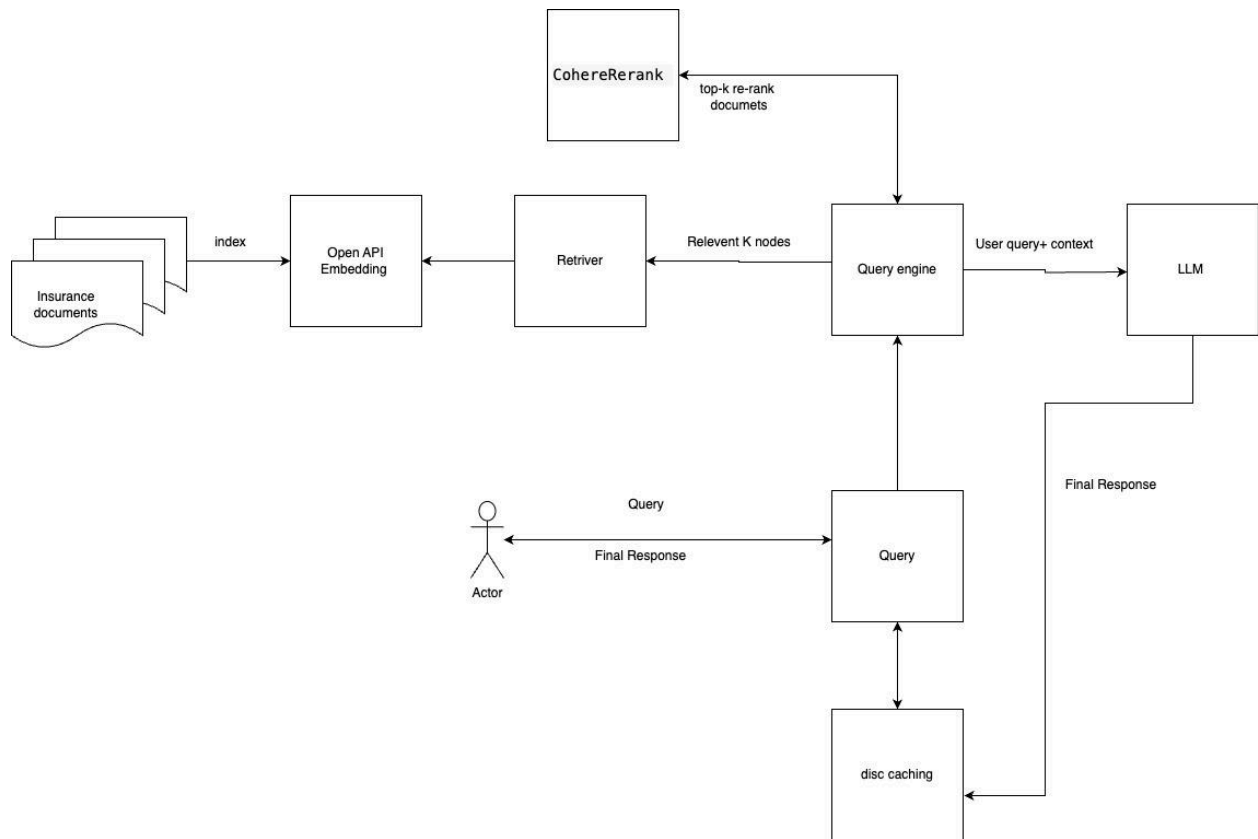 CohereRerank
top-k re-rank
documets
index
Open API
Embedding
Retriver
Relevent K nodes
Query engine
User query+ context
LLM
Insurance
documents
Final Response
Query
Final Response
Query
Actor
disc caching